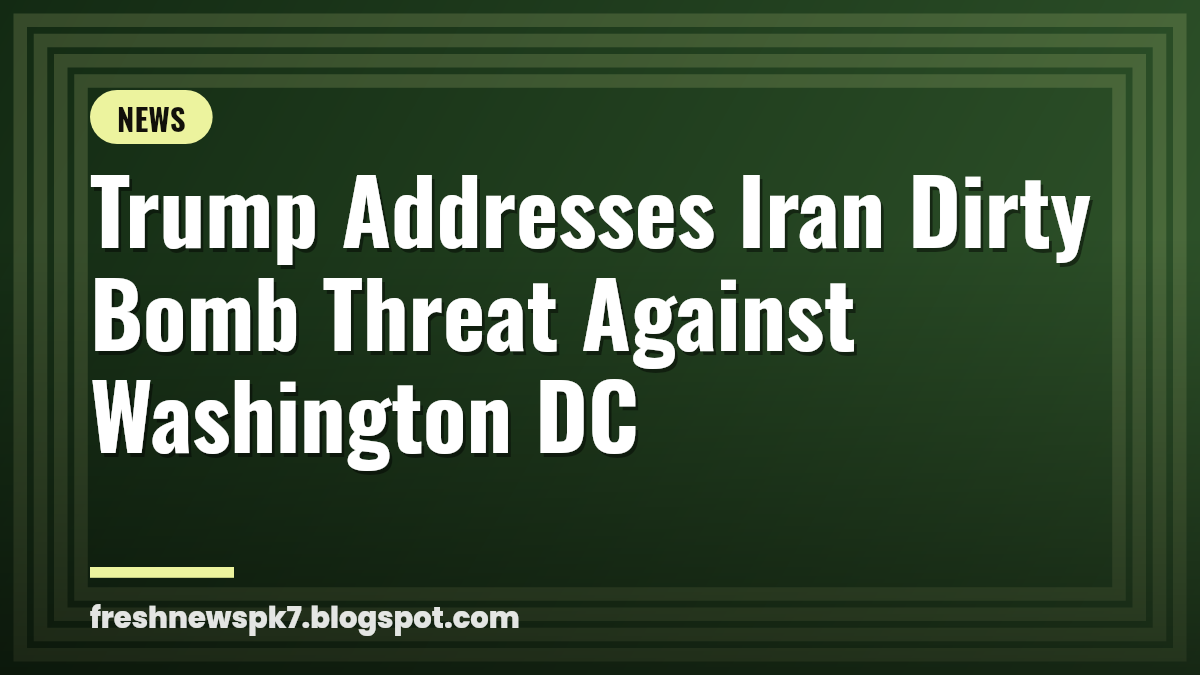 NEWS
Trump Addresses Iran Dirty
Bomb Threat Against
Washington DC
freshnewspk7.blogspot.com